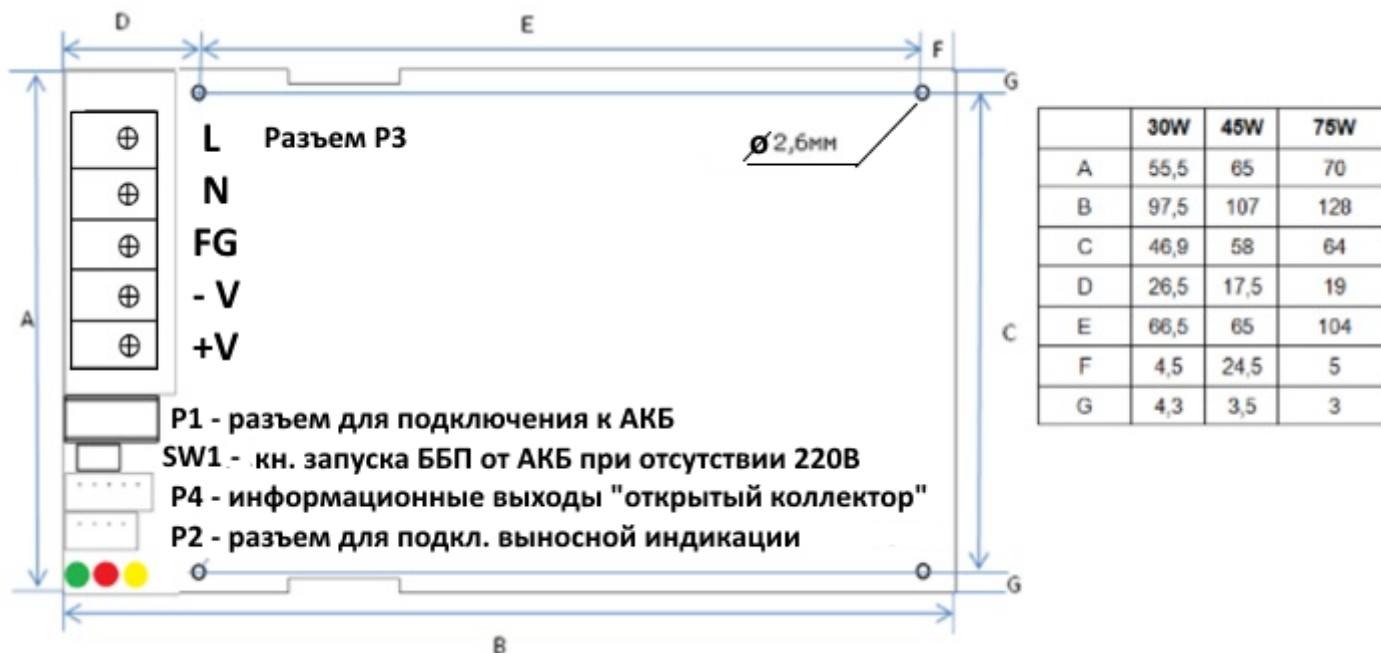 D
E
F
G
L Разъем P3
Ø 2,6мм
N
FG
- V
+V
A
C
P1 - разъем для подключения к АКБ
SW1 - кн. запуска ББП от АКБ при отсутствии 220В
P4 - информационные выходы "открытый коллектор"
P2 - разъем для подкл. выносной индикации
G
B
30W 45W 75W
A 55,5 65 70
B 97,5 107 128
C 46,9 58 64
D 26,5 17,5 19
E 66,5 65 104
F 4,5 24,5 5
G 4,3 3,5 3